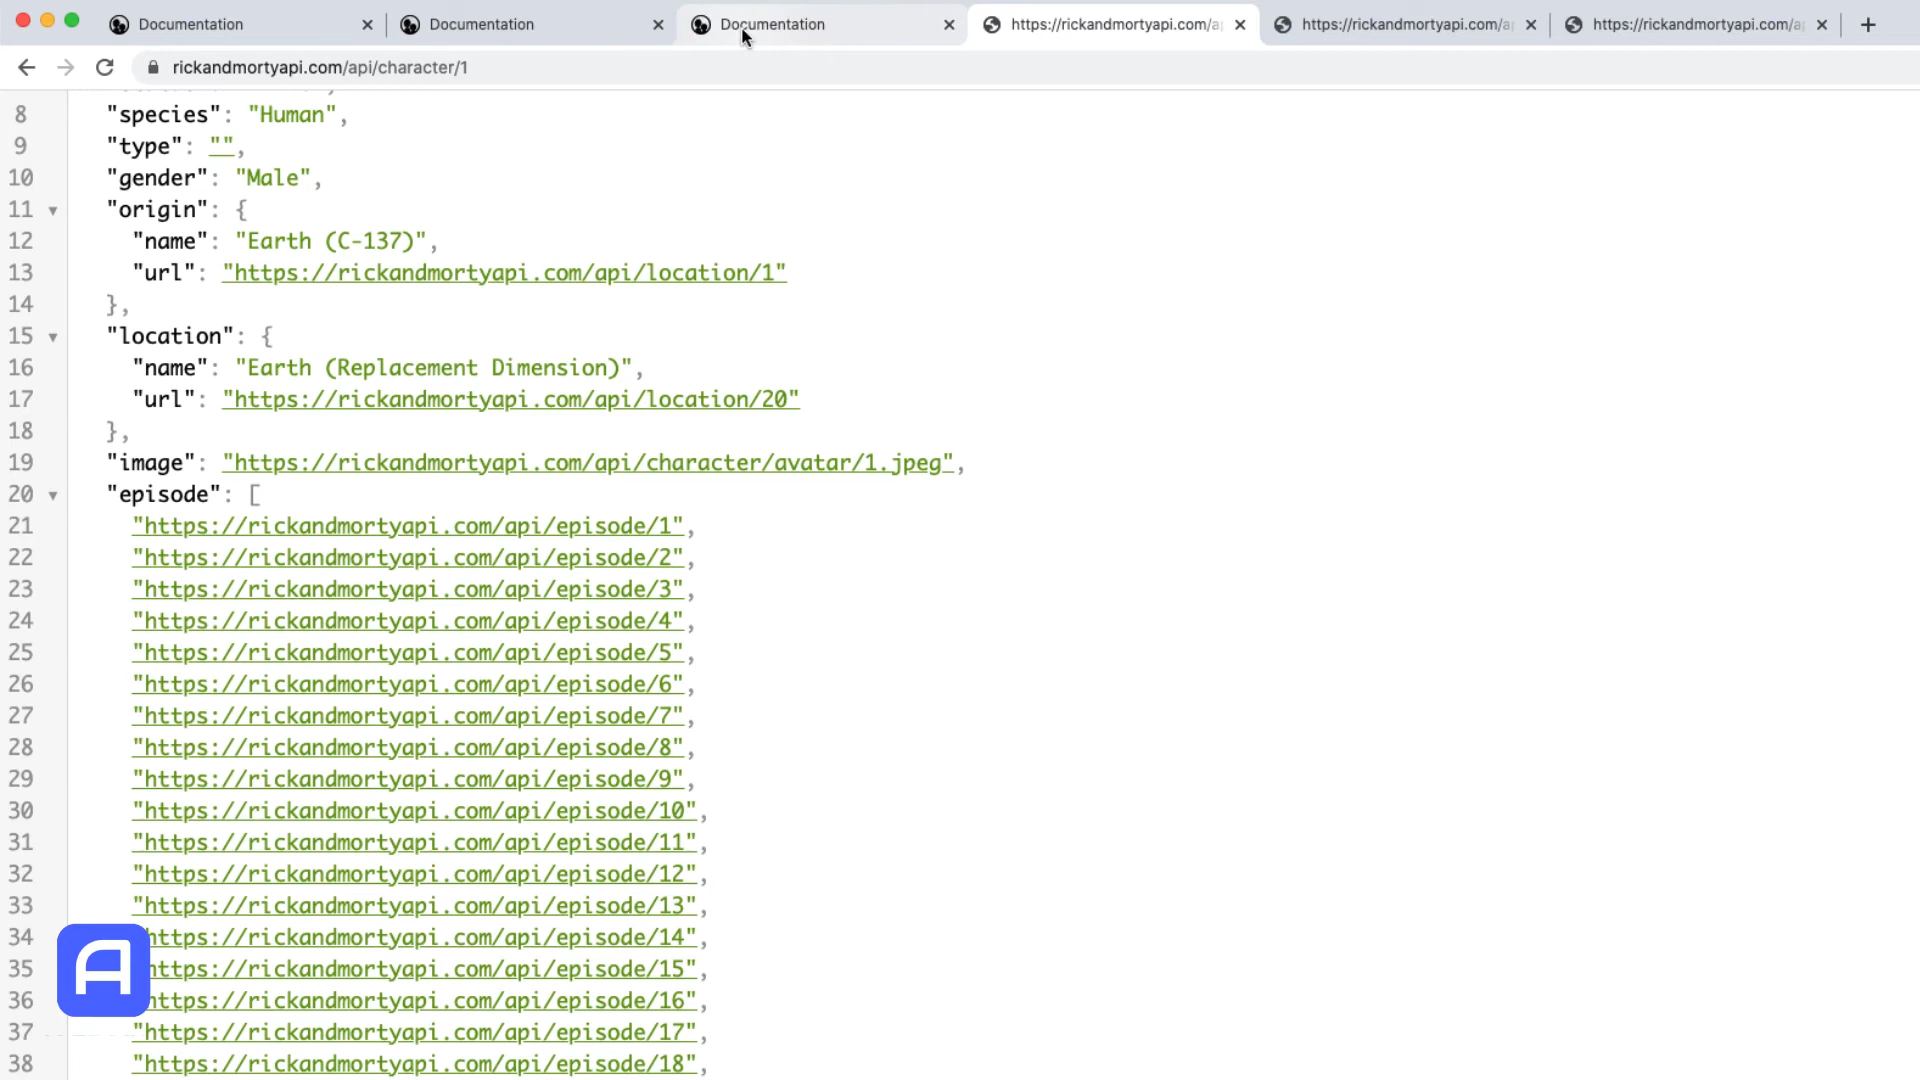 Documentation
Documentation
Documentation
https://rickandmortyapi.com/a
https://rickandmortyapi.com/a
https://rickandmortyapi.com/a
rickandmortyapi.com/api/character/1
8 "species": "Human",
9 "type": "",
10 "gender": "Male",
11 "origin": {
12 "name": "Earth (C-137)",
13 "url": "https://rickandmortyapi.com/api/location/1"
14 },
15 "location": {
16 "name": "Earth (Replacement Dimension)",
17 "url": "https://rickandmortyapi.com/api/location/20"
18 },
19 "image": "https://rickandmortyapi.com/api/character/avatar/1.jpeg",
20 "episode": [
21 "https://rickandmortyapi.com/api/episode/1",
22 "https://rickandmortyapi.com/api/episode/2",
23 "https://rickandmortyapi.com/api/episode/3",
24 "https://rickandmortyapi.com/api/episode/4",
25 "https://rickandmortyapi.com/api/episode/5",
26 "https://rickandmortyapi.com/api/episode/6",
27 "https://rickandmortyapi.com/api/episode/7",
28 "https://rickandmortyapi.com/api/episode/8",
29 "https://rickandmortyapi.com/api/episode/9",
30 "https://rickandmortyapi.com/api/episode/10",
31 "https://rickandmortyapi.com/api/episode/11",
32 "https://rickandmortyapi.com/api/episode/12",
33 "https://rickandmortyapi.com/api/episode/13",
34 https://rickandmortyapi.com/api/episode/14",
35 https://rickandmortyapi.com/api/episode/15",
36 https://rickandmortyapi.com/api/episode/16",
37 "https://rickandmortyapi.com/api/episode/17",
38 "https://rickandmortyapi.com/api/episode/18",
A